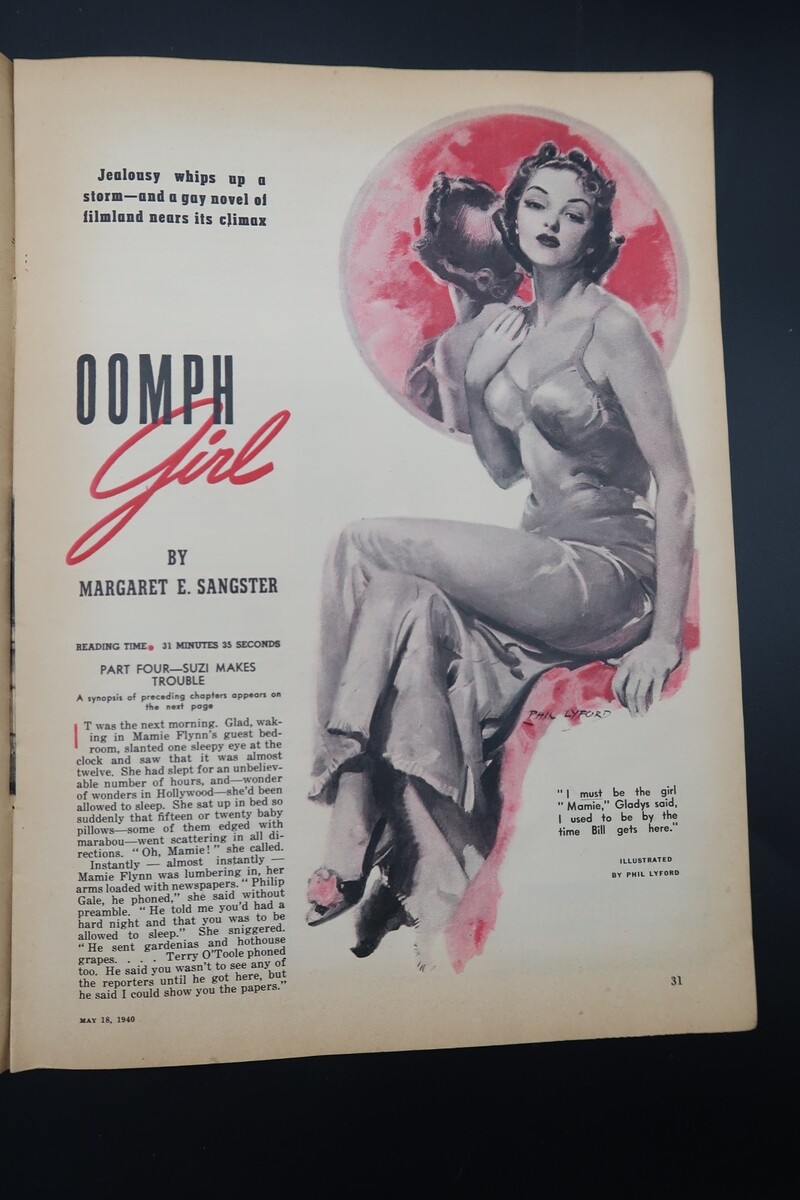 Jealousy whips up a
storm—and a gay novel of
filmland nears its climax
OOMPH
Girl
BY
MARGARET E. SANGSTER
READING TIME • 31 MINUTES 35 SECONDS
PART FOUR—SUZI MAKES
TROUBLE
A synopsis of preceding chapters appears on
the next page
IT was the next morning. Glad, wak-
ing in Mamie Flynn's guest bed-
room, slanted one sleepy eye at the
clock and saw that it was almost
twelve. She had slept for an unbeliev-
able number of hours, and—wonder
of wonders in Hollywood—she'd been
allowed to sleep. She sat up in bed so
suddenly that fifteen or twenty baby
pillows—some of them edged with
marabou—went scattering in all di-
rections. "Oh, Mamie!" she called.
Instantly — almost instantly —
Mamie Flynn was lumbering in, her
arms loaded with newspapers. "Philip
Gale, he phoned," she said without
preamble. "He told me you'd had a
hard night and that you was to be
allowed to sleep." She sniggered.
"He sent gardenias and hothouse
grapes. . . . Terry O'Toole phoned
too. He said you wasn't to see any of
the reporters until he got here, but
he said I could show you the papers."
MAY 18, 1940
PHIL LYFORD
"I must be the girl
"Mamie," Gladys said,
I used to be by the
time Bill gets here."
ILLUSTRATED
BY PHIL LYFORD
31